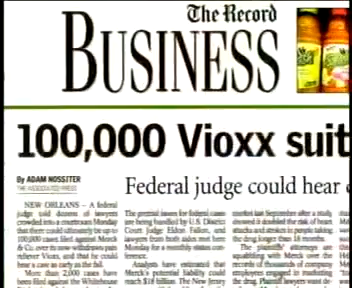 The Record
BUSINESS
100,000 Vioxx suit
By ADAM NOSSITER
THE ASSOCIATED PRESS
Federal judge could hear
NEW ORLEANS – A federal
judge told dozens of lawyers
crowded into a courtroom Monday
that there could ultimately be up to
100,000 cases filed against Merck
& Co. over its now-withdrawn pain
reliever Vioxx, and that he could
hear a case as early as the fall.
More than 2,000 cases have
been filed against the Whitehouse
The pretrial issues for federal cases
are being handled by U.S. District
Court Judge Eldon Fallon, and
lawyers from both sides met here
Monday for a monthly status con-
ference.
Analysts have estimated that
Merck's potential liability could
reach $18 billion. The New Jersey
market last September after a study
showed it doubled the risk of heart
attacks and strokes in people taking
the drug longer than 18 months.
The plaintiffs' attorneys are
squabbling with Merck over the
records of thousands of company
employees engaged in marketing
the drug. Plaintiff lawyers want de-